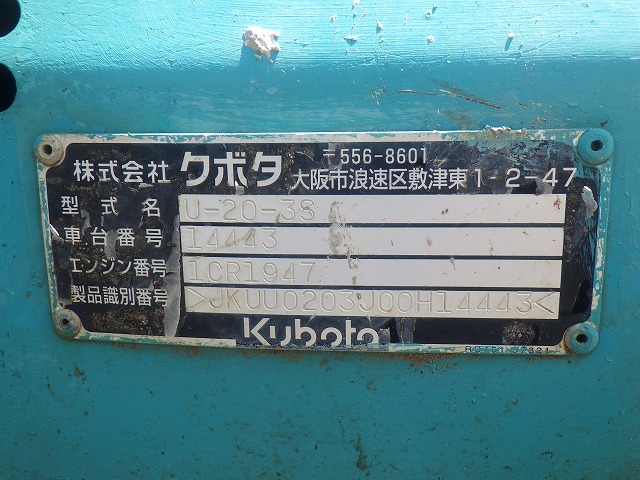 株式会社 クボタ 〒556-8601
大阪市浪速区敷津東1-2-47
型式名 U-20-3S
車台番号 14443
エンジン番号 1CR1947
製品識別番号 >JKUU0203J00H14443<
Kubota